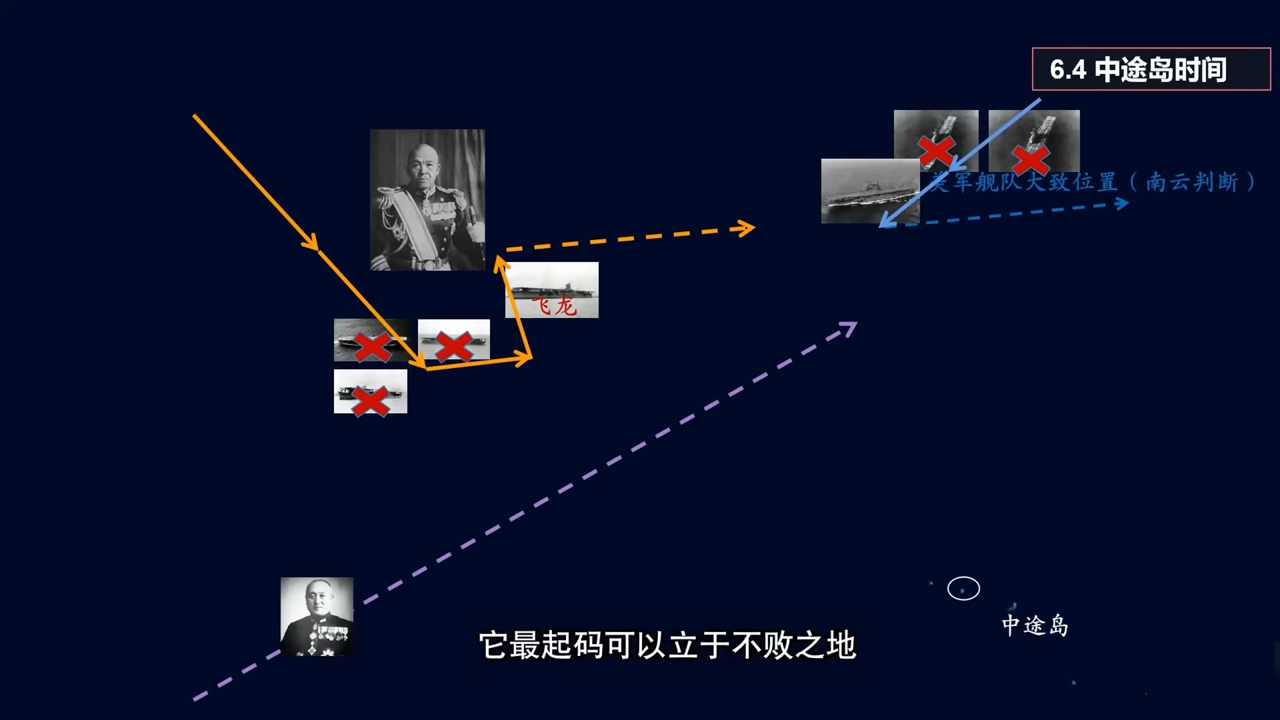 6.4 中途岛时间
美军舰队大致位置（南云判断）
飞龙
中途岛
它最起码可以立于不败之地